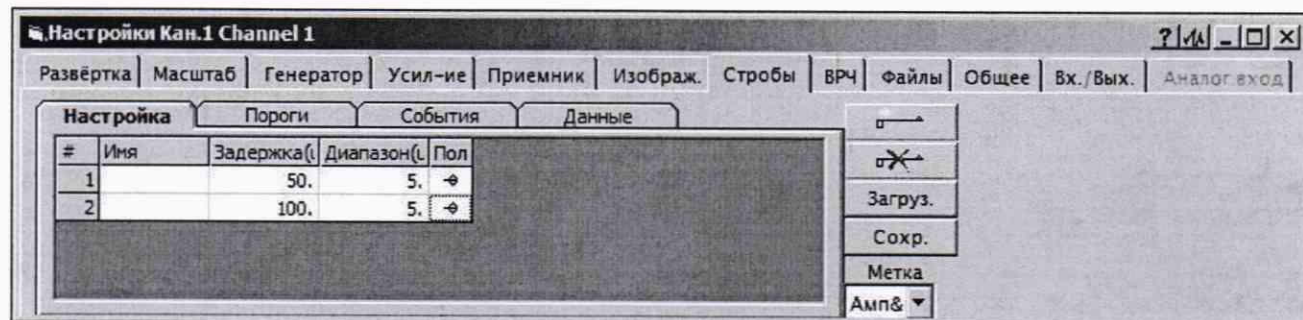 Настройки Кан.1 Channel 1
Развёртка Масштаб Генератор Усил-ие Приемник Изображ. Стробы ВРЧ Файлы Общее Вх./Вых. Аналог.вход
Настройка Пороги События Данные
# Имя Задержка( Диапазон( Пол
1 50. 5.
2 100. 5.
Загруз.
Сохр.
Метка
Амп&